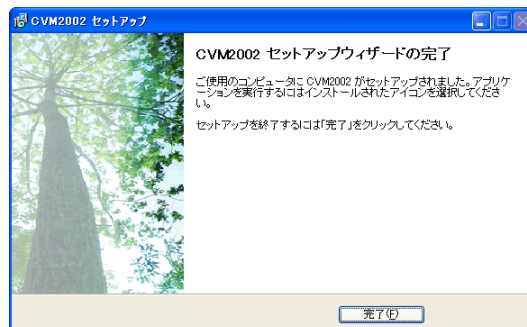 CVM2002 セットアップ
CVM2002 セットアップウィザードの完了
ご使用のコンピュータに CVM2002 がセットアップされました。アプリケ
ーションを実行するにはインストールされたアイコンを選択してくださ
い。
セットアップを終了するには「完了」をクリックしてください。
完了(F)